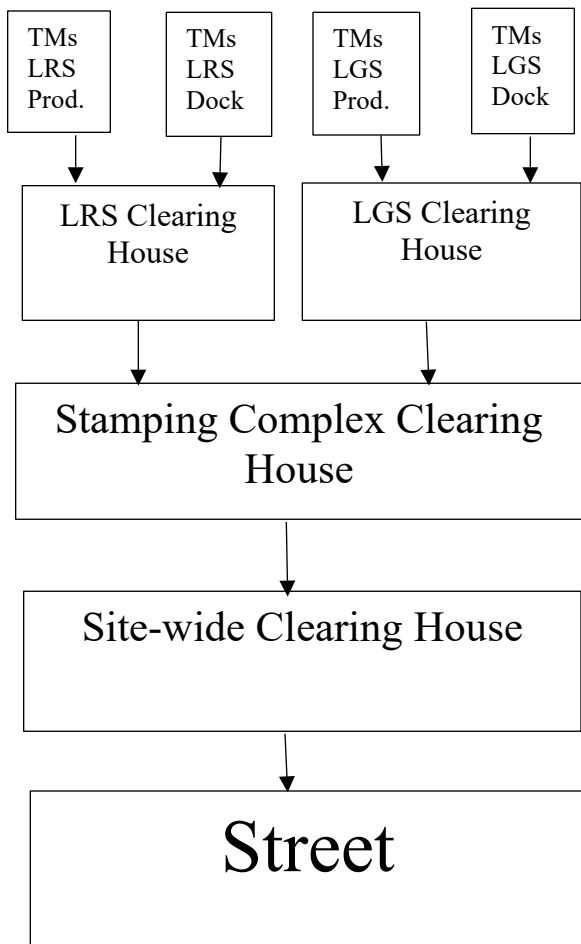 TMs
LRS
Prod.
TMs
LRS
Dock
TMs
LGS
Prod.
TMs
LGS
Dock
LRS Clearing
House
LGS Clearing
House
Stamping Complex Clearing
House
Site-wide Clearing House
Street